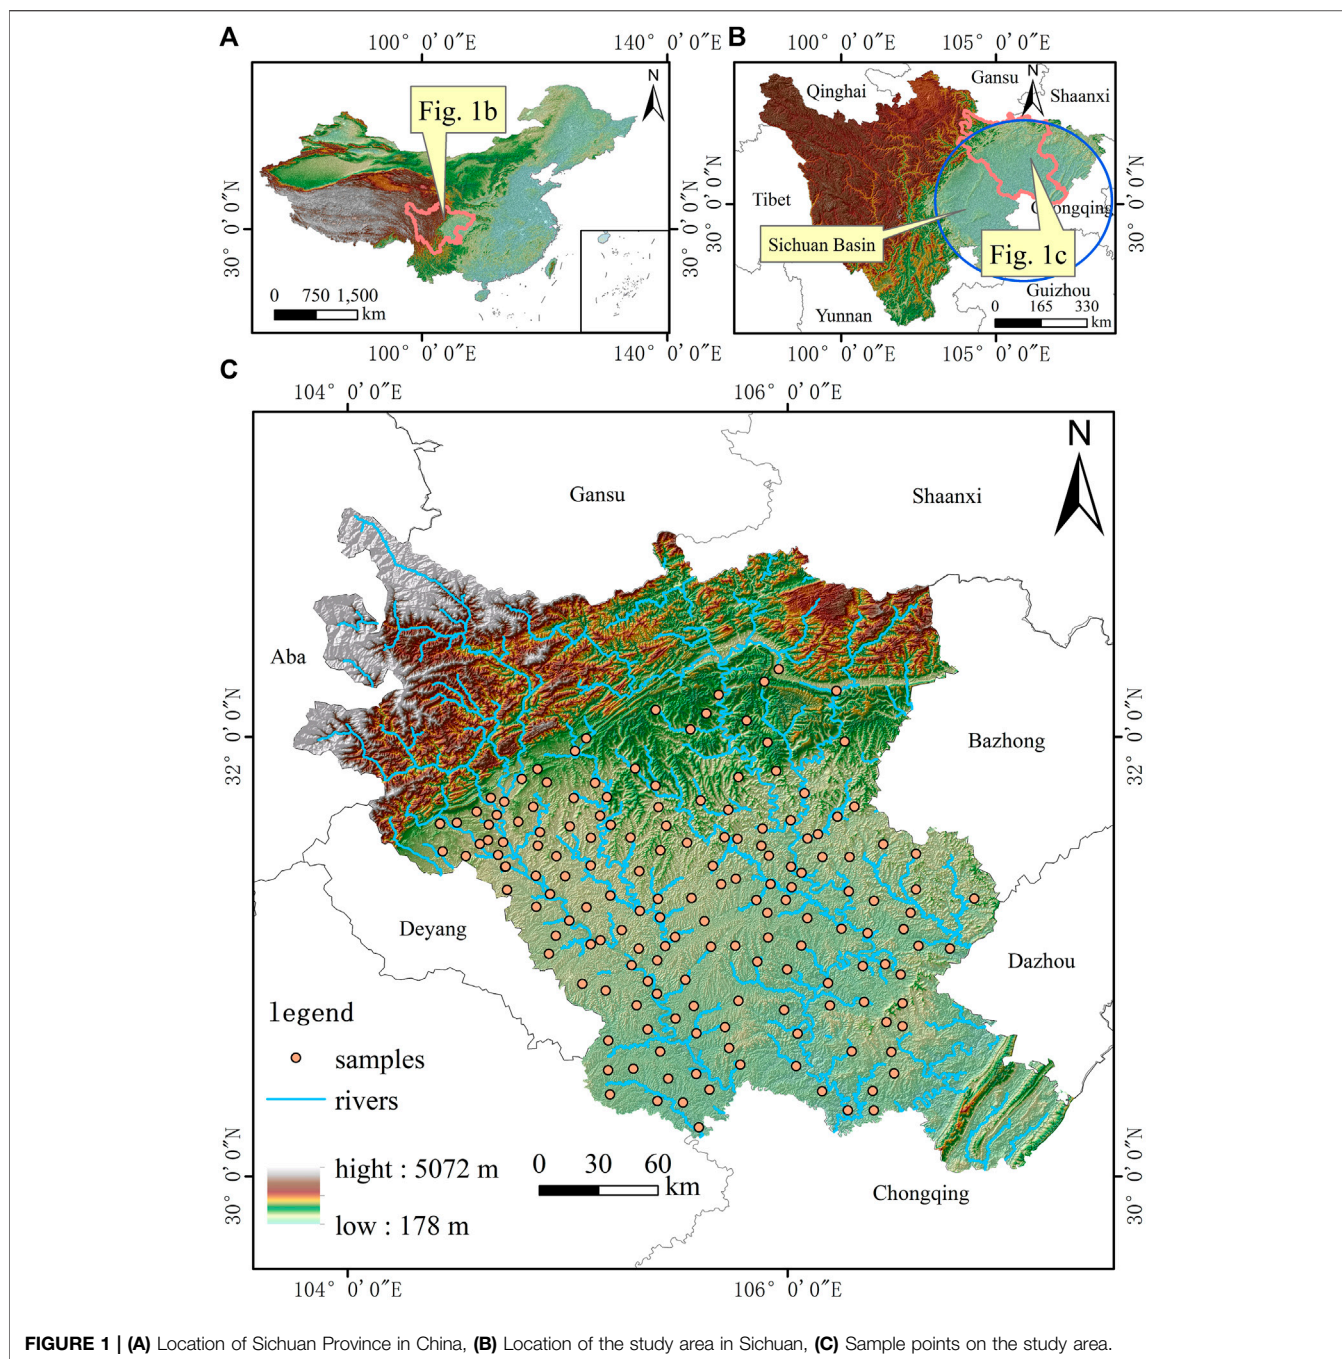 A
100° 0′0″E
140° 0′0″E
N
Fig. 1b
30° 0′0″N
30° 0′0″N
0 750 1,500
km
100° 0′0″E
140° 0′0″E
B
100° 0′0″E
105° 0′0″E
N
Gansu
Qinghai
Shaanxi
Tibet
Chongqing
Sichuan Basin
Fig. 1c
Guizhou
Yunnan
0 165 330
km
30° 0′0″N
30° 0′0″N
100° 0′0″E
105° 0′0″E
C
104° 0′0″E
106° 0′0″E
N
Gansu
Shaanxi
Aba
32° 0′0″N
32° 0′0″N
Bazhong
Deyang
Dazhou
legend
samples
rivers
hight : 5072 m
low : 178 m
0 30 60
km
Chongqing
30° 0′0″N
30° 0′0″N
104° 0′0″E
106° 0′0″E
FIGURE 1 | (A) Location of Sichuan Province in China, (B) Location of the study area in Sichuan, (C) Sample points on the study area.